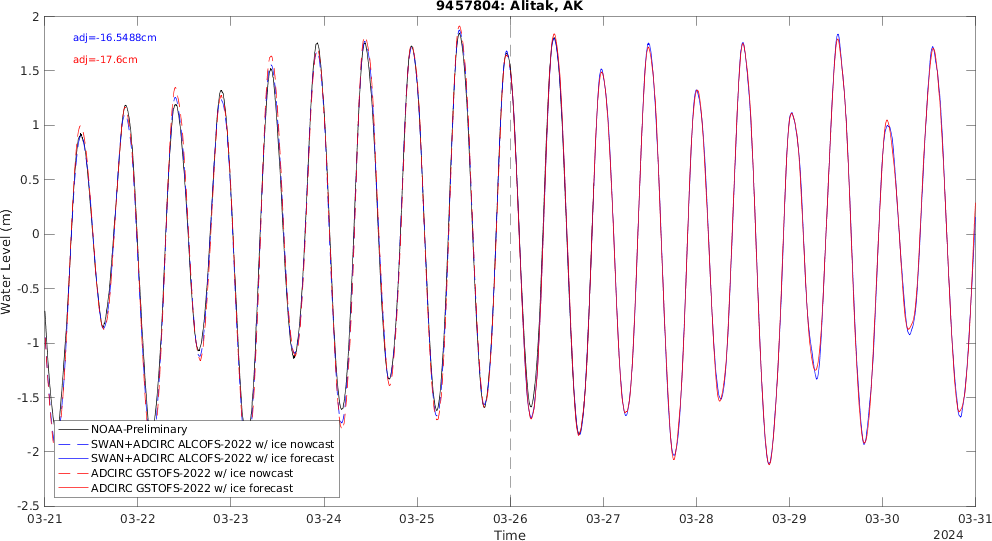 9457804: Alitak, AK
adj=-16.5488cm
adj=-17.6cm
2
1.5
1
0.5
0
-0.5
-1
-1.5
-2
-2.5
Water Level (m)
NOAA-Preliminary
SWAN+ADCIRC ALCOFS-2022 w/ ice nowcast
SWAN+ADCIRC ALCOFS-2022 w/ ice forecast
ADCIRC GSTOFS-2022 w/ ice nowcast
ADCIRC GSTOFS-2022 w/ ice forecast
03-21 03-22 03-23 03-24 03-25 03-26 03-27 03-28 03-29 03-30 03-31
Time
2024